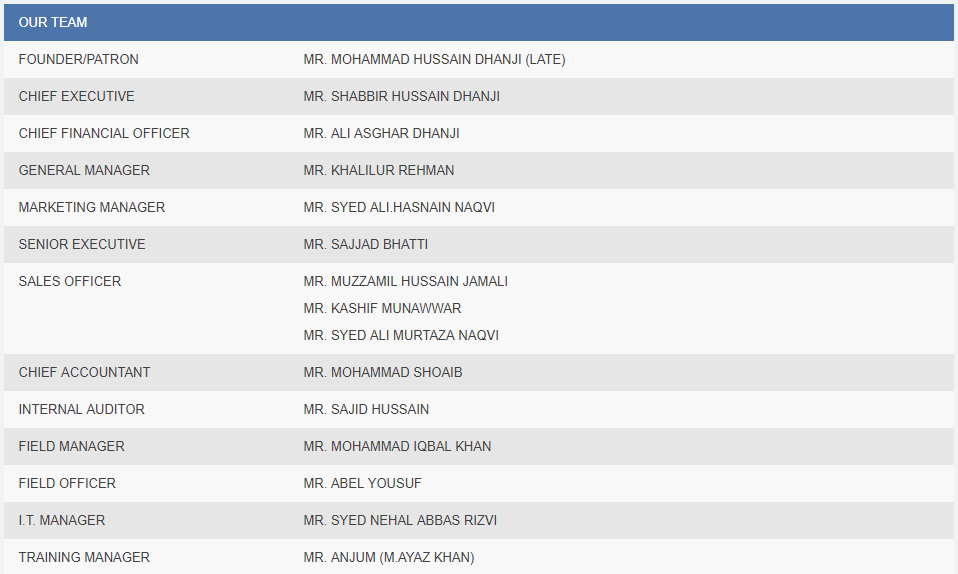 OUR TEAM
FOUNDER/PATRON MR. MOHAMMAD HUSSAIN DHANJI (LATE)
CHIEF EXECUTIVE MR. SHABBIR HUSSAIN DHANJI
CHIEF FINANCIAL OFFICER MR. ALI ASGHAR DHANJI
GENERAL MANAGER MR. KHALILUR REHMAN
MARKETING MANAGER MR. SYED ALI.HASNAIN NAQVI
SENIOR EXECUTIVE MR. SAJJAD BHATTI
SALES OFFICER MR. MUZZAMIL HUSSAIN JAMALI
MR. KASHIF MUNAWWAR
MR. SYED ALI MURTAZA NAQVI
CHIEF ACCOUNTANT MR. MOHAMMAD SHOAIB
INTERNAL AUDITOR MR. SAJID HUSSAIN
FIELD MANAGER MR. MOHAMMAD IQBAL KHAN
FIELD OFFICER MR. ABEL YOUSUF
I.T. MANAGER MR. SYED NEHAL ABBAS RIZVI
TRAINING MANAGER MR. ANJUM (M.AYAZ KHAN)